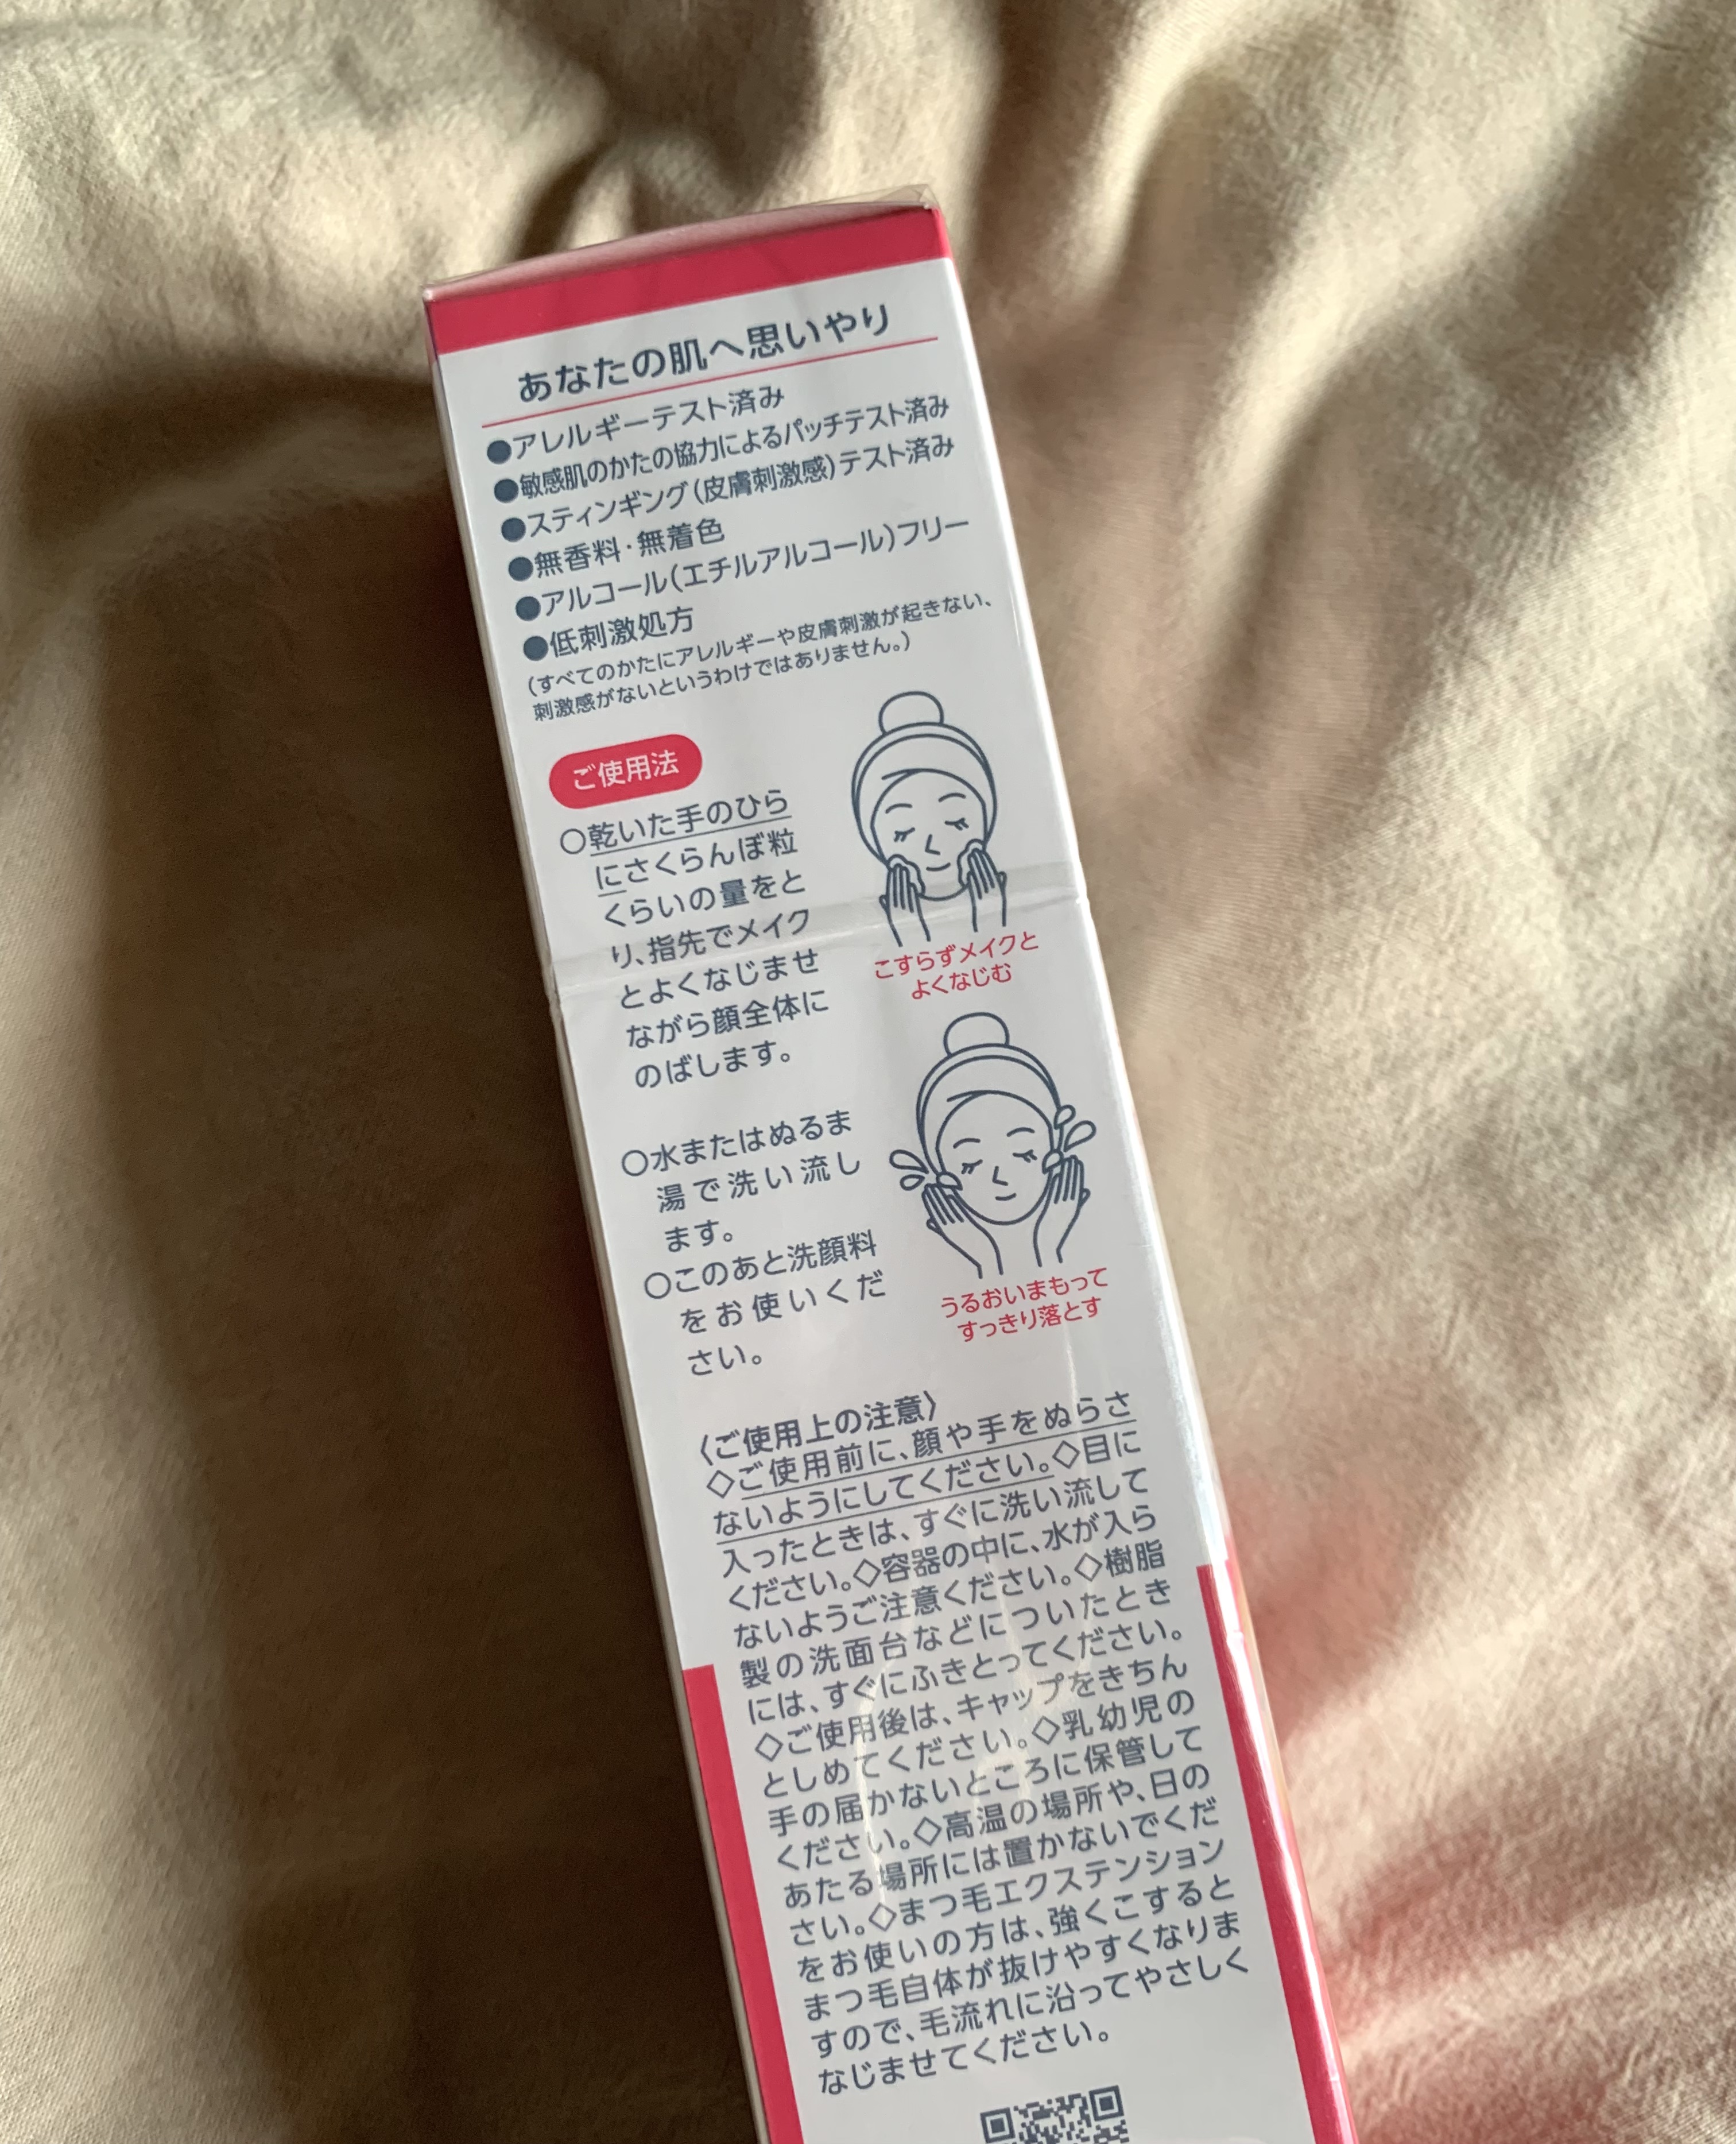 あなたの肌へ思いやり
●アレルギーテスト済み
●敏感肌のかたの協力によるパッチテスト済み
●スティンギング(皮膚刺激感)テスト済み
●無香料・無着色
●アルコール(エチルアルコール)フリー
●低刺激処方
(すべてのかたにアレルギーや皮膚刺激が起きない、
刺激感がないというわけではありません。)
ご使用法
○乾いた手のひら
にさくらんぼ粒
くらいの量をと
り、指先でメイク
とよくなじませ
ながら顔全体に
のばします。
こすらずメイクと
よくなじむ
○水またはぬるま
湯で洗い流し
ます。
○このあと洗顔料
をお使いくだ
さい。
うるおいまもって
すっきり落とす
〈ご使用上の注意〉
◇ご使用前に、顔や手をぬらさ
ないようにしてください。◇目に
入ったときは、すぐに洗い流して
ください。◇容器の中に、水が入ら
ないようご注意ください。◇樹脂
製の洗面台などについたとき
には、すぐにふきとってください。
◇ご使用後は、キャップをきちん
としめてください。◇乳幼児の
手の届かないところに保管して
ください。◇高温の場所や、日の
あたる場所には置かないでくだ
さい。◇まつ毛エクステンション
をお使いの方は、強くこすると
まつ毛自体が抜けやすくなりま
すので、毛流れに沿ってやさしく
なじませてください。